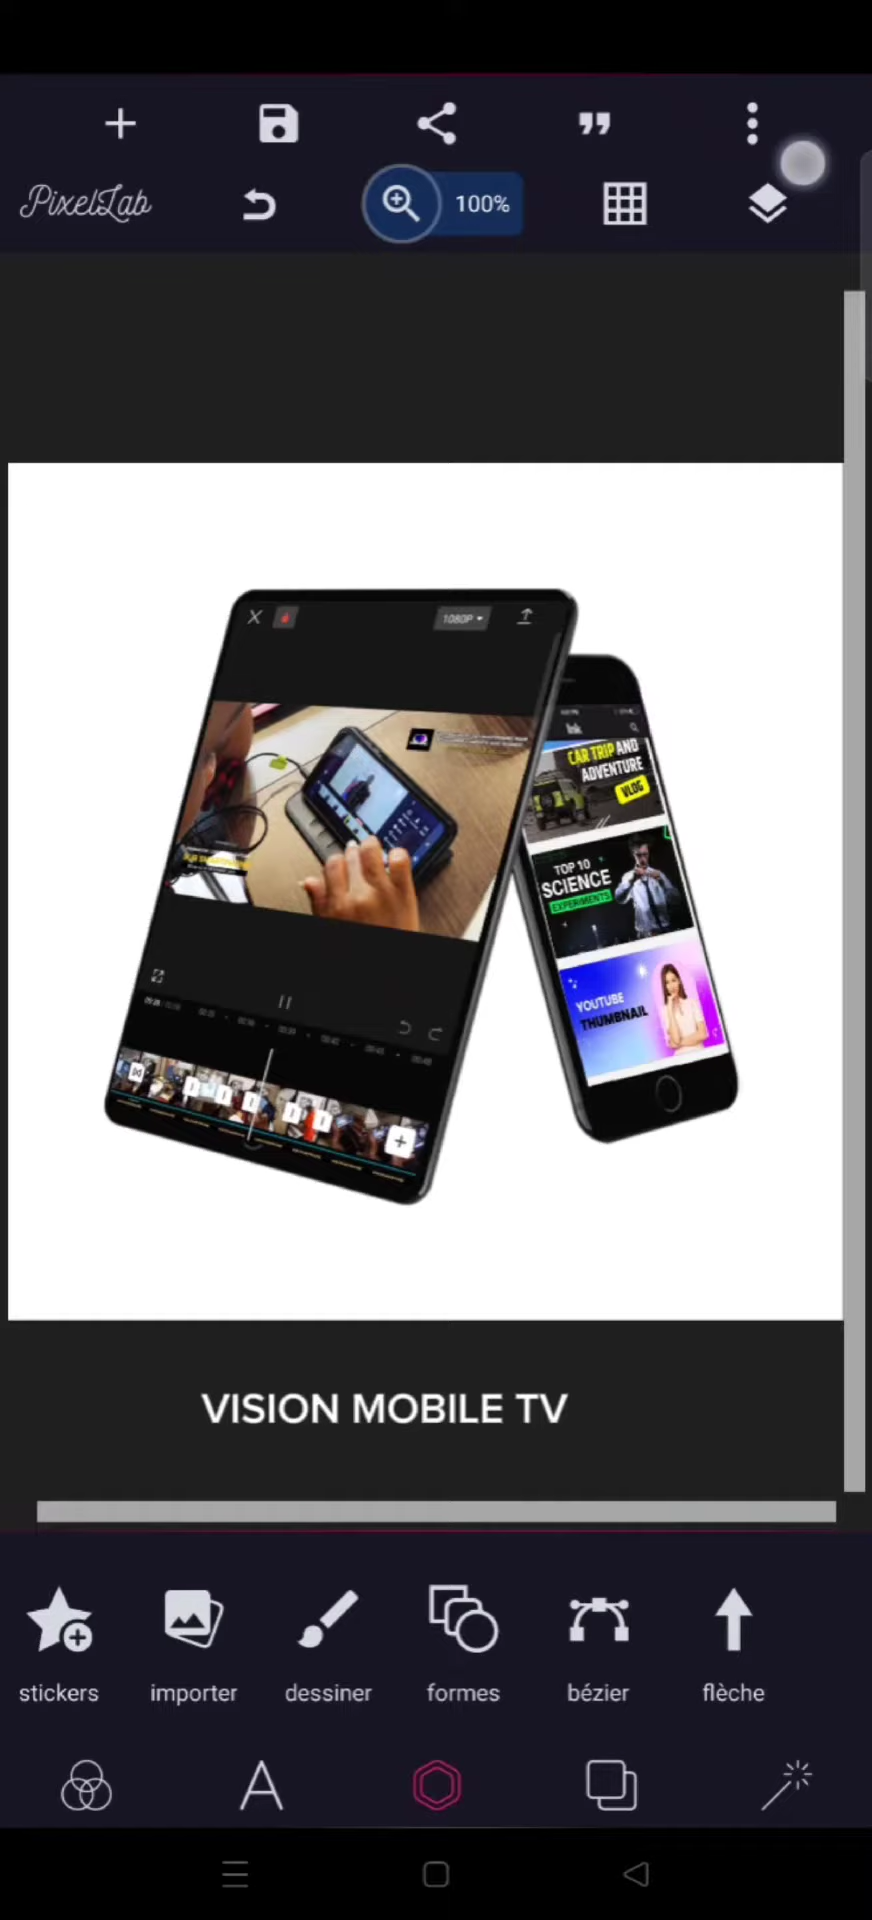 PixelLab
100%
1080P
link
CAR TRIP AND
ADVENTURE
VLOG
TOP 10
SCIENCE
EXPERIMENTS
YOUTUBE
THUMBNAIL
VISION MOBILE TV
stickers
importer
dessiner
formes
bézier
flèche